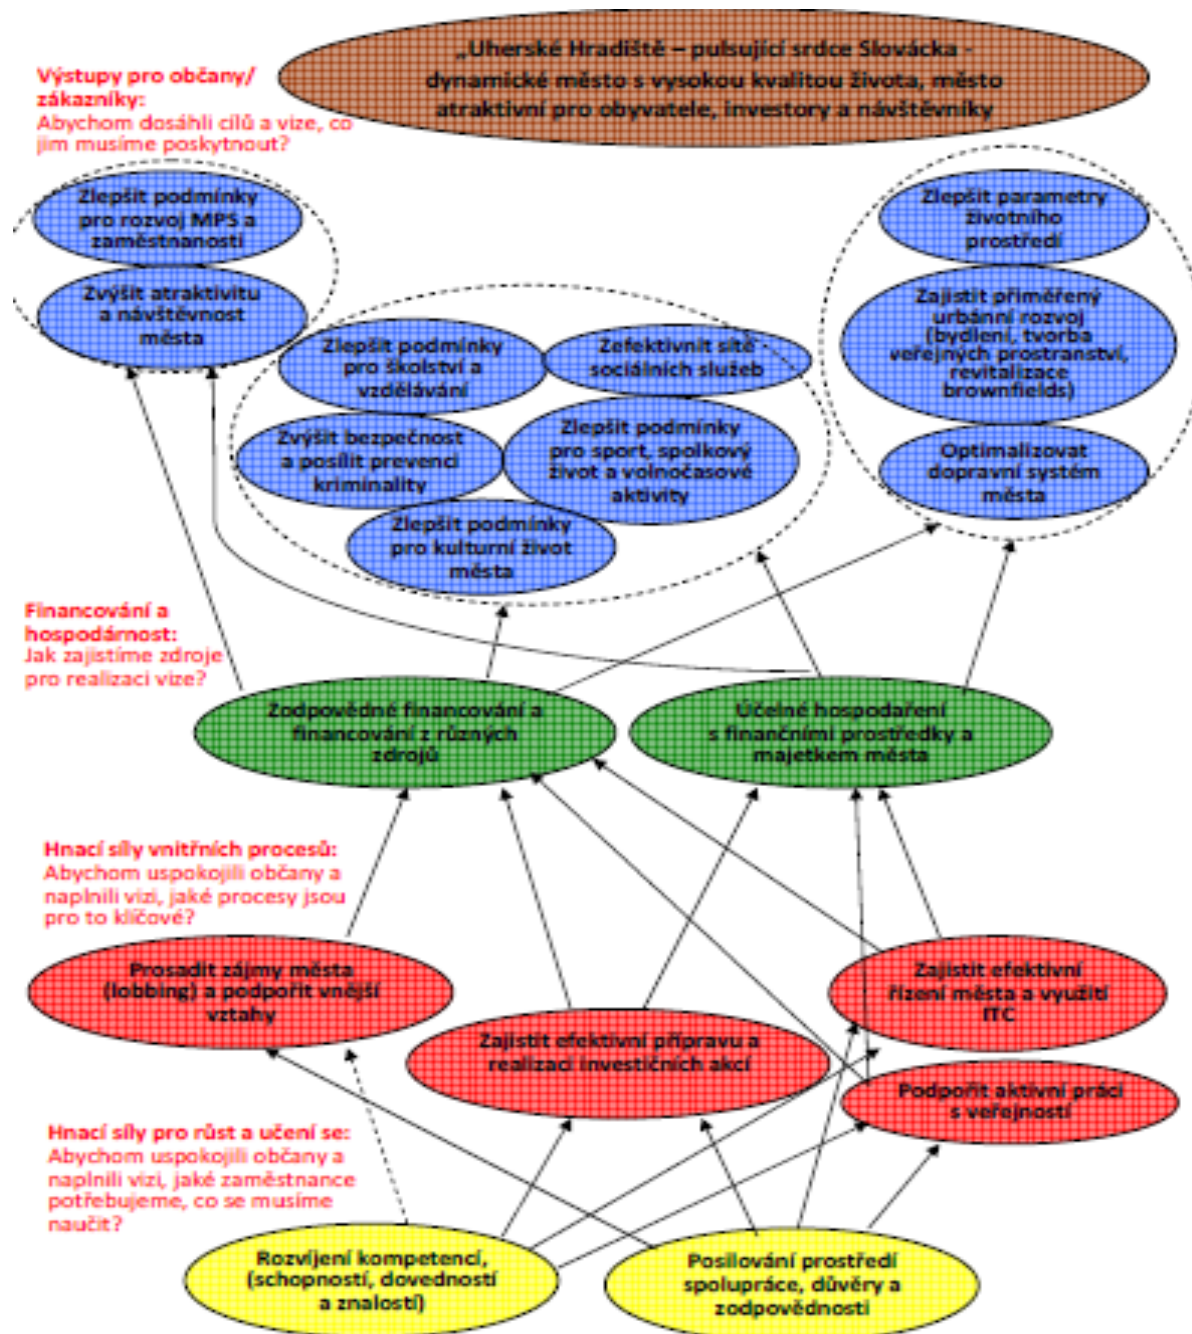 „Uherské Hradiště – pulsující srdce Slovácka -
dynamické město s vysokou kvalitou života, město
atraktivní pro obyvatele, investory a návštěvníky
Výstupy pro občany/
zákazníky:
Abychom dosáhli cílů a vize, co
jim musíme poskytnout?
Zlepšit podmínky
pro rozvoj MPS a
zaměstnanosti
Zvýšit atraktivitu
a návštěvnost
města
Zlepšit podmínky
pro školství a
vzdělávání
Zefektivnit sítě
sociálních služeb
Zvýšit bezpečnost
a posílit prevenci
kriminality
Zlepšit podmínky
pro sport, spolkový
život a volnočasové
aktivity
Zlepšit podmínky
pro kulturní život
města
Zlepšit parametry
životního
prostředí
Zajistit přiměřený
urbánní rozvoj
(bydlení, tvorba
veřejných prostranství,
revitalizace
brownfields)
Optimalizovat
dopravní systém
města
Financování a
hospodárnost:
Jak zajistíme zdroje
pro realizaci vize?
Zodpovědné financování a
financování z různých
zdrojů
Účelné hospodaření
s finančními prostředky a
majetkem města
Hnací síly vnitřních procesů:
Abychom uspokojili občany a
naplnili vizi, jaké procesy jsou
pro to klíčové?
Prosadit zájmy města
(lobbing) a podpořit vnější
vztahy
Zajistit efektivní přípravu a
realizaci investičních akcí
Zajistit efektivní
řízení města a využití
ITC
Podpořit aktivní práci
s veřejností
Hnací síly pro růst a učení se:
Abychom uspokojili občany a
naplnili vizi, jaké zaměstnance
potřebujeme, co se musíme
naučit?
Rozvíjení kompetencí,
(schopností, dovedností
a znalostí)
Posilování prostředí
spolupráce, důvěry a
zodpovědnosti